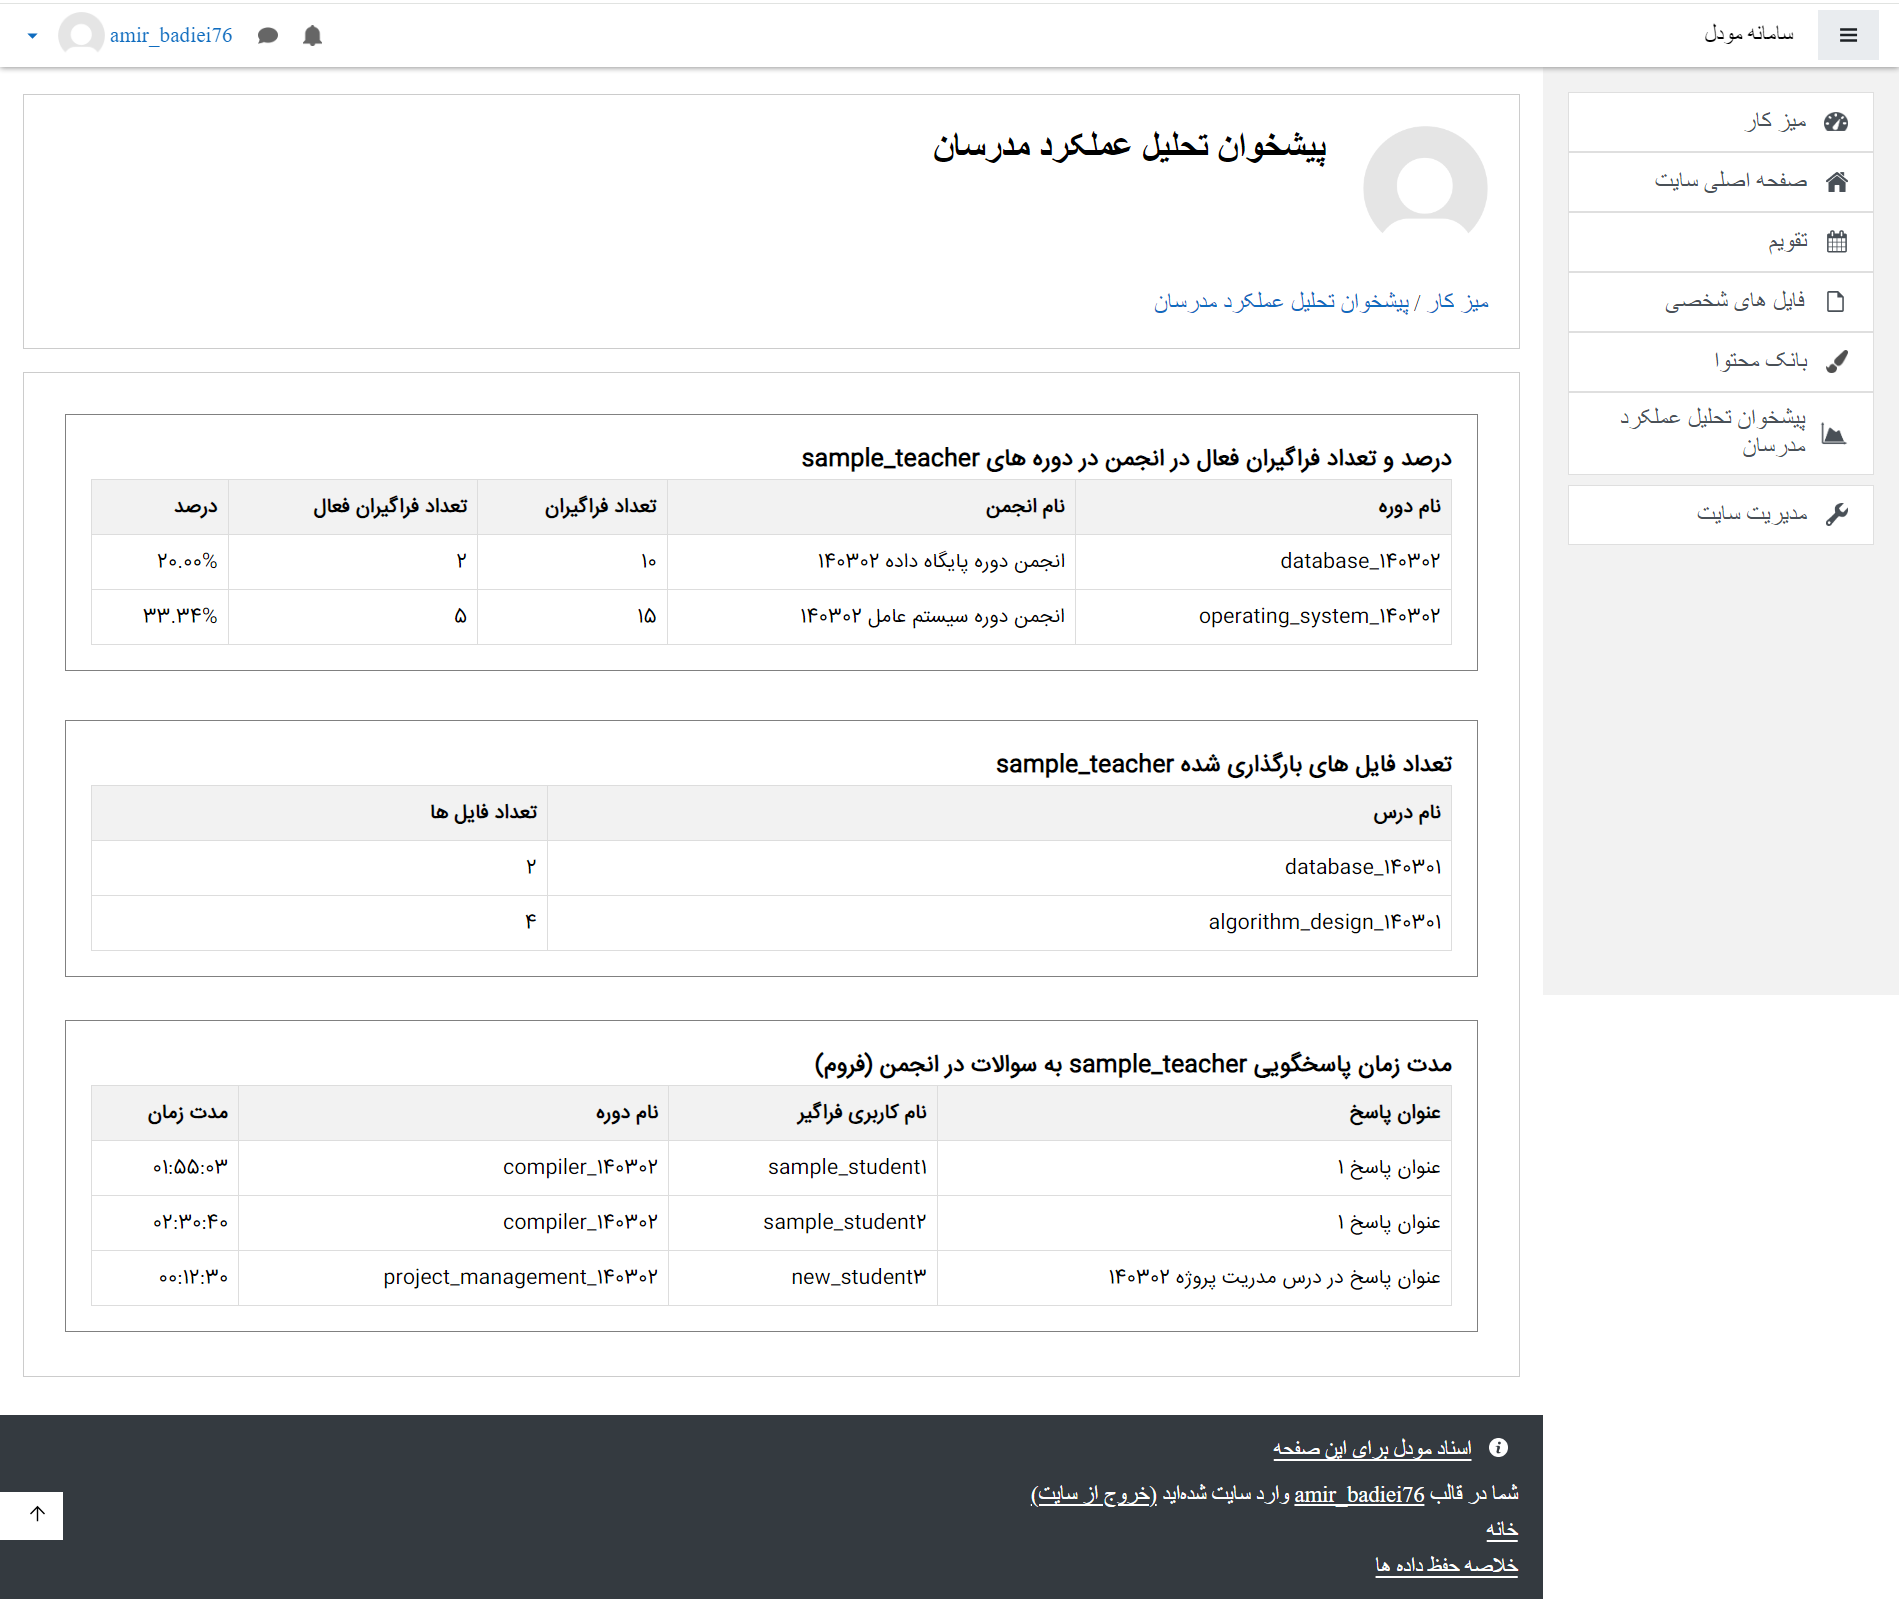 سامانه مودل
amir_badiei76
میز کار
صفحه اصلی سایت
تقویم
فایل های شخصی
بانک محتوا
پیشخوان تحلیل عملکرد
مدرسان
مدیریت سایت
پیشخوان تحلیل عملکرد مدرسان
میز کار / پیشخوان تحلیل عملکرد مدرسان
درصد و تعداد فراگیران فعال در انجمن در دوره های sample_teacher
نام دوره نام انجمن تعداد فراگیران تعداد فراگیران فعال درصد
database_۱۴۰۳۰۲ انجمن دوره پایگاه داده ۱۴۰۳۰۲ ۱۰ ۲ ۲۰.۰۰%
operating_system_۱۴۰۳۰۲ انجمن دوره سیستم عامل ۱۴۰۳۰۲ ۱۵ ۵ ۳۳.۳۴%
تعداد فایل های بارگذاری شده sample_teacher
نام درس تعداد فایل ها
database_۱۴۰۳۰۱ ۲
algorithm_design_۱۴۰۳۰۱ ۴
مدت زمان پاسخگویی sample_teacher به سوالات در انجمن (فروم)
عنوان پاسخ نام کاربری فراگیر نام دوره مدت زمان
عنوان پاسخ ۱ sample_student۱ compiler_۱۴۰۳۰۲ ۰۱:۵۵:۰۳
عنوان پاسخ ۱ sample_student۲ compiler_۱۴۰۳۰۲ ۰۲:۳۰:۴۰
عنوان پاسخ در درس مدریت پروژه ۱۴۰۳۰۲ new_student۳ project_management_۱۴۰۳۰۲ ۰۰:۱۲:۳۰
اسناد مودل برای این صفحه
شما در قالب amir_badiei76 وارد سایت شده‌اید (خروج از سایت)
خانه
خلاصه حفظ داده ها